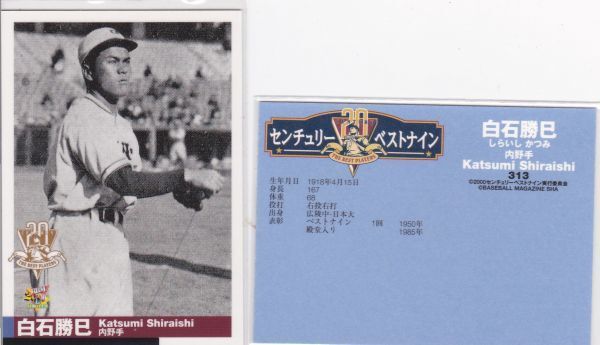 20
THE BEST PLAYERS
白石勝巳 Katsumi Shiraishi
内野手
センチュリー 20 ベストナイン
THE BEST PLAYERS
白石勝巳
しらいし かつみ
内野手
Katsumi Shiraishi
313
©2000センチュリーベストナイン実行委員会
©BASEBALL MAGAZINE SHA
生年月日 1918年4月15日
身長 167
体重 68
投打 右投右打
出身 広陵中-日本大
表彰 ベストナイン 1回 1950年
殿堂入り 1985年